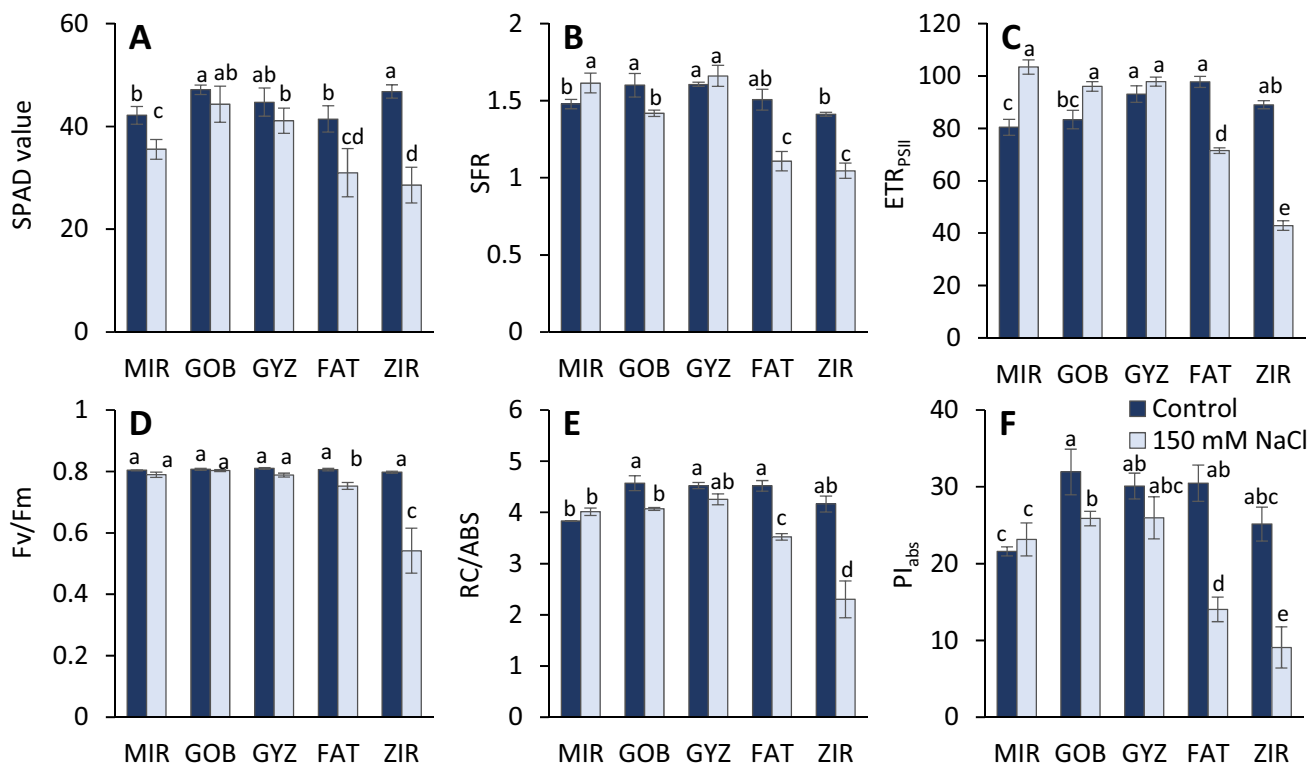 A
SPAD value
60
40
20
0
b
c
a
ab
ab
b
b
cd
a
d
MIR GOB GYZ FAT ZIR
B
SFR
2
1.5
1
0.5
0
b
a
a
b
a
a
ab
c
b
c
MIR GOB GYZ FAT ZIR
C
ETRPSII
120
100
80
60
40
20
0
c
a
bc
a
a
a
a
d
ab
e
MIR GOB GYZ FAT ZIR
D
Fv/Fm
1
0.8
0.6
0.4
0.2
0
a
a
a
a
a
a
a
b
a
c
MIR GOB GYZ FAT ZIR
E
RC/ABS
6
5
4
3
2
1
0
b
b
a
b
a
ab
a
c
ab
d
MIR GOB GYZ FAT ZIR
F
Control
150 mM NaCl
PIabs
40
30
20
10
0
c
c
a
b
ab
abc
ab
d
abc
e
MIR GOB GYZ FAT ZIR